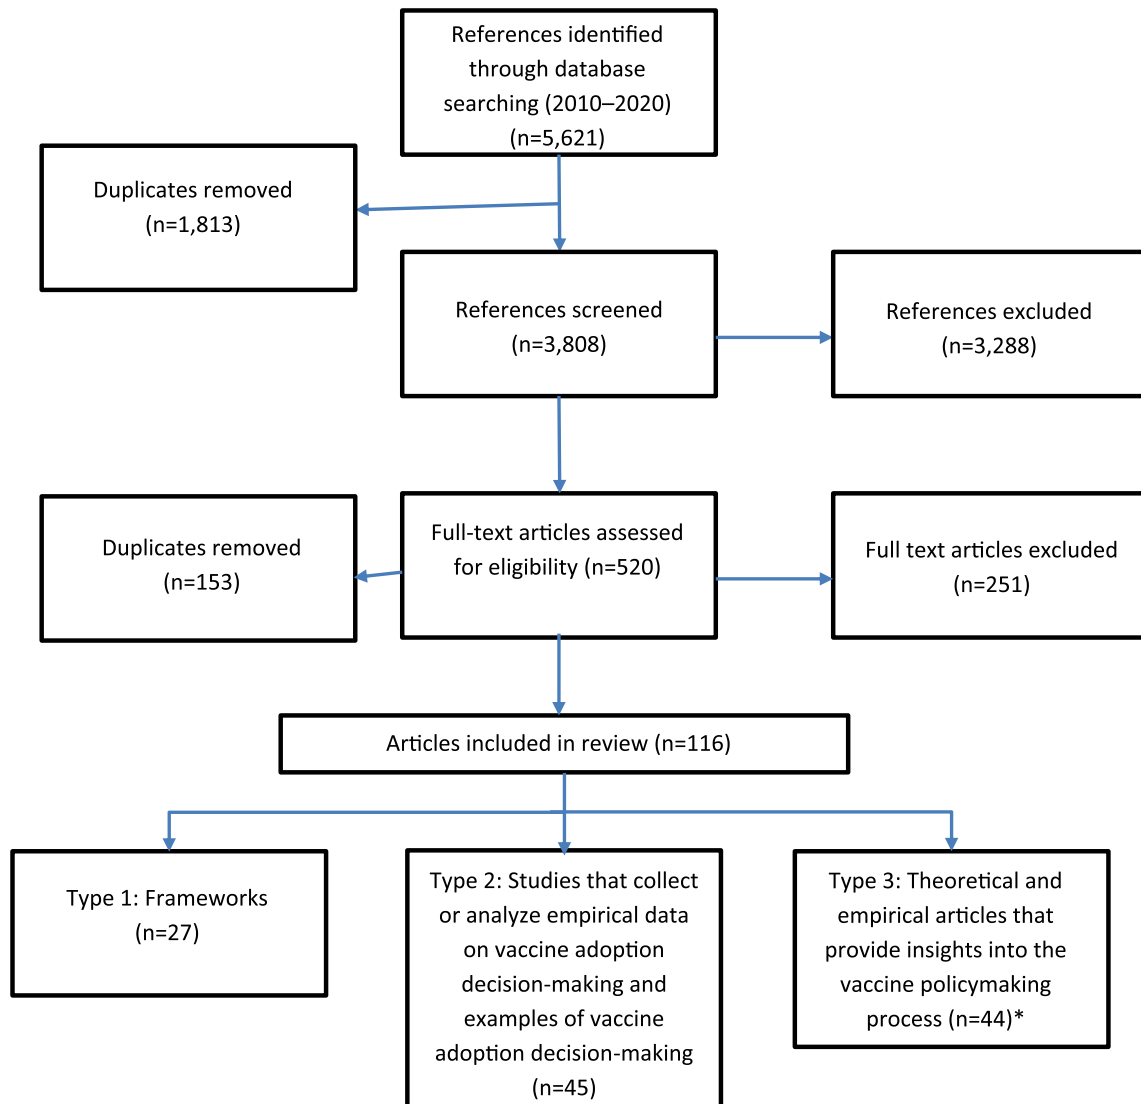 References identified
through database
searching (2010–2020)
(n=5,621)
Duplicates removed
(n=1,813)
References screened
(n=3,808)
References excluded
(n=3,288)
Duplicates removed
(n=153)
Full-text articles assessed
for eligibility (n=520)
Full text articles excluded
(n=251)
Articles included in review (n=116)
Type 1: Frameworks
(n=27)
Type 2: Studies that collect
or analyze empirical data
on vaccine adoption
decision-making and
examples of vaccine
adoption decision-making
(n=45)
Type 3: Theoretical and
empirical articles that
provide insights into the
vaccine policymaking
process (n=44)*